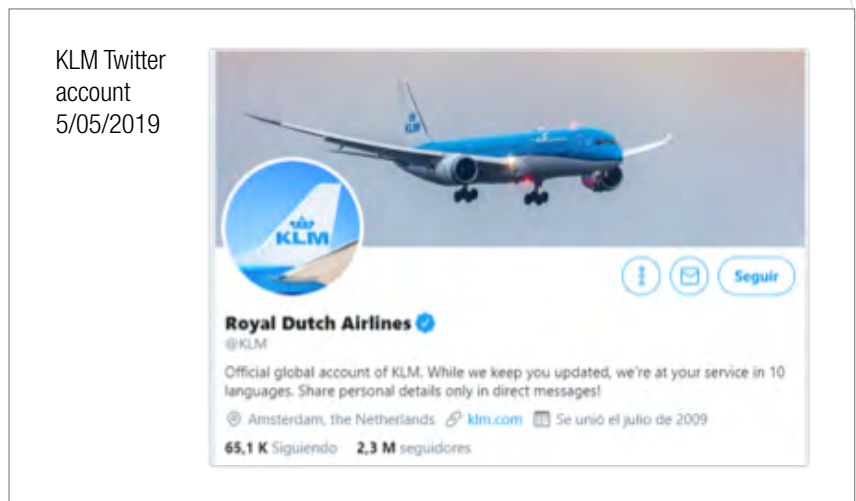 KLM Twitter
account
5/05/2019
KLM
KLM
Seguir
Royal Dutch Airlines
@KLM
Official global account of KLM. While we keep you updated, we're at your service in 10
languages. Share personal details only in direct messages!
Amsterdam, the Netherlands klm.com Se unió el julio de 2009
65,1 K Siguiendo 2,3 M seguidores